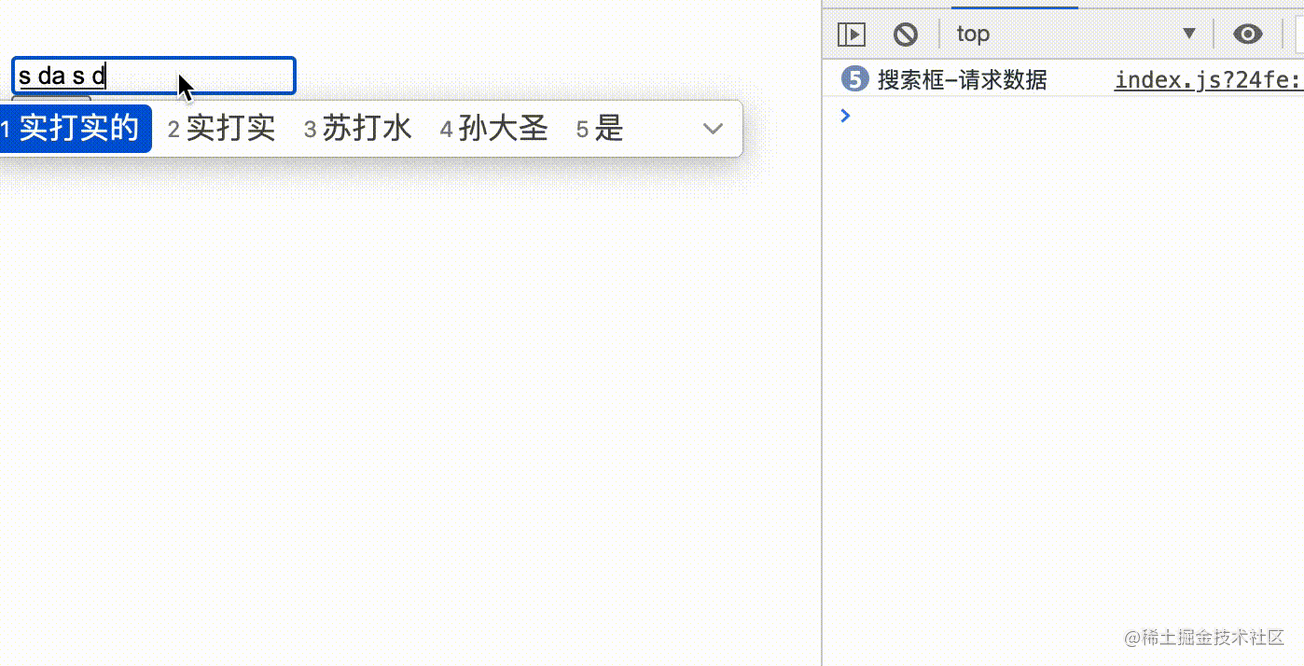 top
s da s d
5 搜索框-请求数据 index.js?24fe:
1 实打实的 2 实打实 3 苏打水 4 孙大圣 5 是
@稀土掘金技术社区